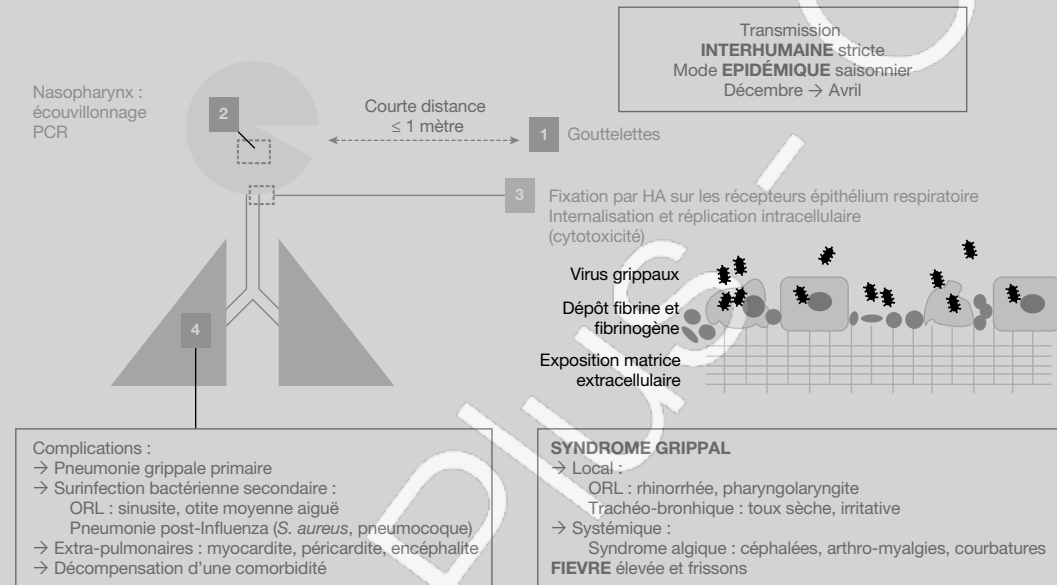 Transmission
INTERHUMAINE stricte
Mode EPIDÉMIQUE saisonnier
Décembre → Avril
Nasopharynx :
écouvillonnage
PCR
2
Courte distance
≤ 1 mètre
1 Gouttelettes
3 Fixation par HA sur les récepteurs épithélium respiratoire
Internalisation et réplication intracellulaire
(cytotoxicité)
Virus grippaux
Dépôt fibrine et
fibrinogène
Exposition matrice
extracellulaire
4
Complications :
→ Pneumonie grippale primaire
→ Surinfection bactérienne secondaire :
ORL : sinusite, otite moyenne aiguë
Pneumonie post-Influenza (S. aureus, pneumocoque)
→ Extra-pulmonaires : myocardite, péricardite, encéphalite
→ Décompensation d'une comorbidité
SYNDROME GRIPPAL
→ Local :
ORL : rhinorrhée, pharyngolaryngite
Trachéo-bronhique : toux sèche, irritative
→ Systémique :
Syndrome algique : céphalées, arthro-myalgies, courbatures
FIEVRE élevée et frissons